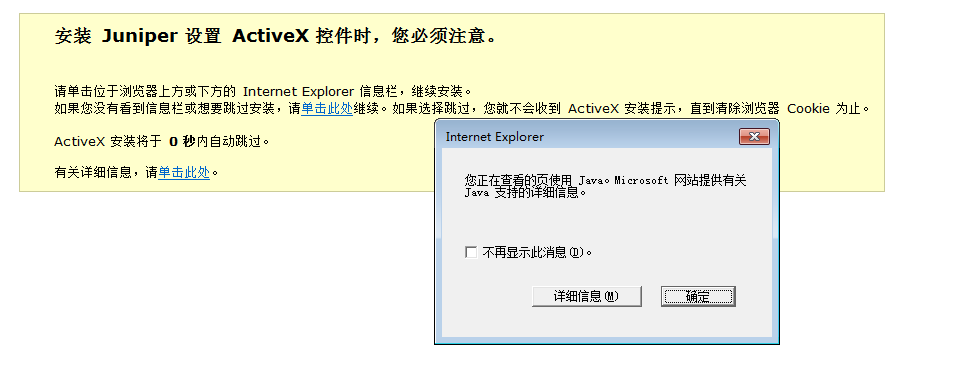 安装 Juniper 设置 ActiveX 控件时，您必须注意。
请单击位于浏览器上方或下方的 Internet Explorer 信息栏，继续安装。
如果您没有看到信息栏或想要跳过安装，请单击此处继续。如果选择跳过，您就不会收到 ActiveX 安装提示，直到清除浏览器 Cookie 为止。
ActiveX 安装将于 0 秒内自动跳过。
有关详细信息，请单击此处。
Internet Explorer
您正在查看的页使用 Java。Microsoft 网站提供有关
Java 支持的详细信息。
不再显示此消息(D)。
详细信息(M)
确定